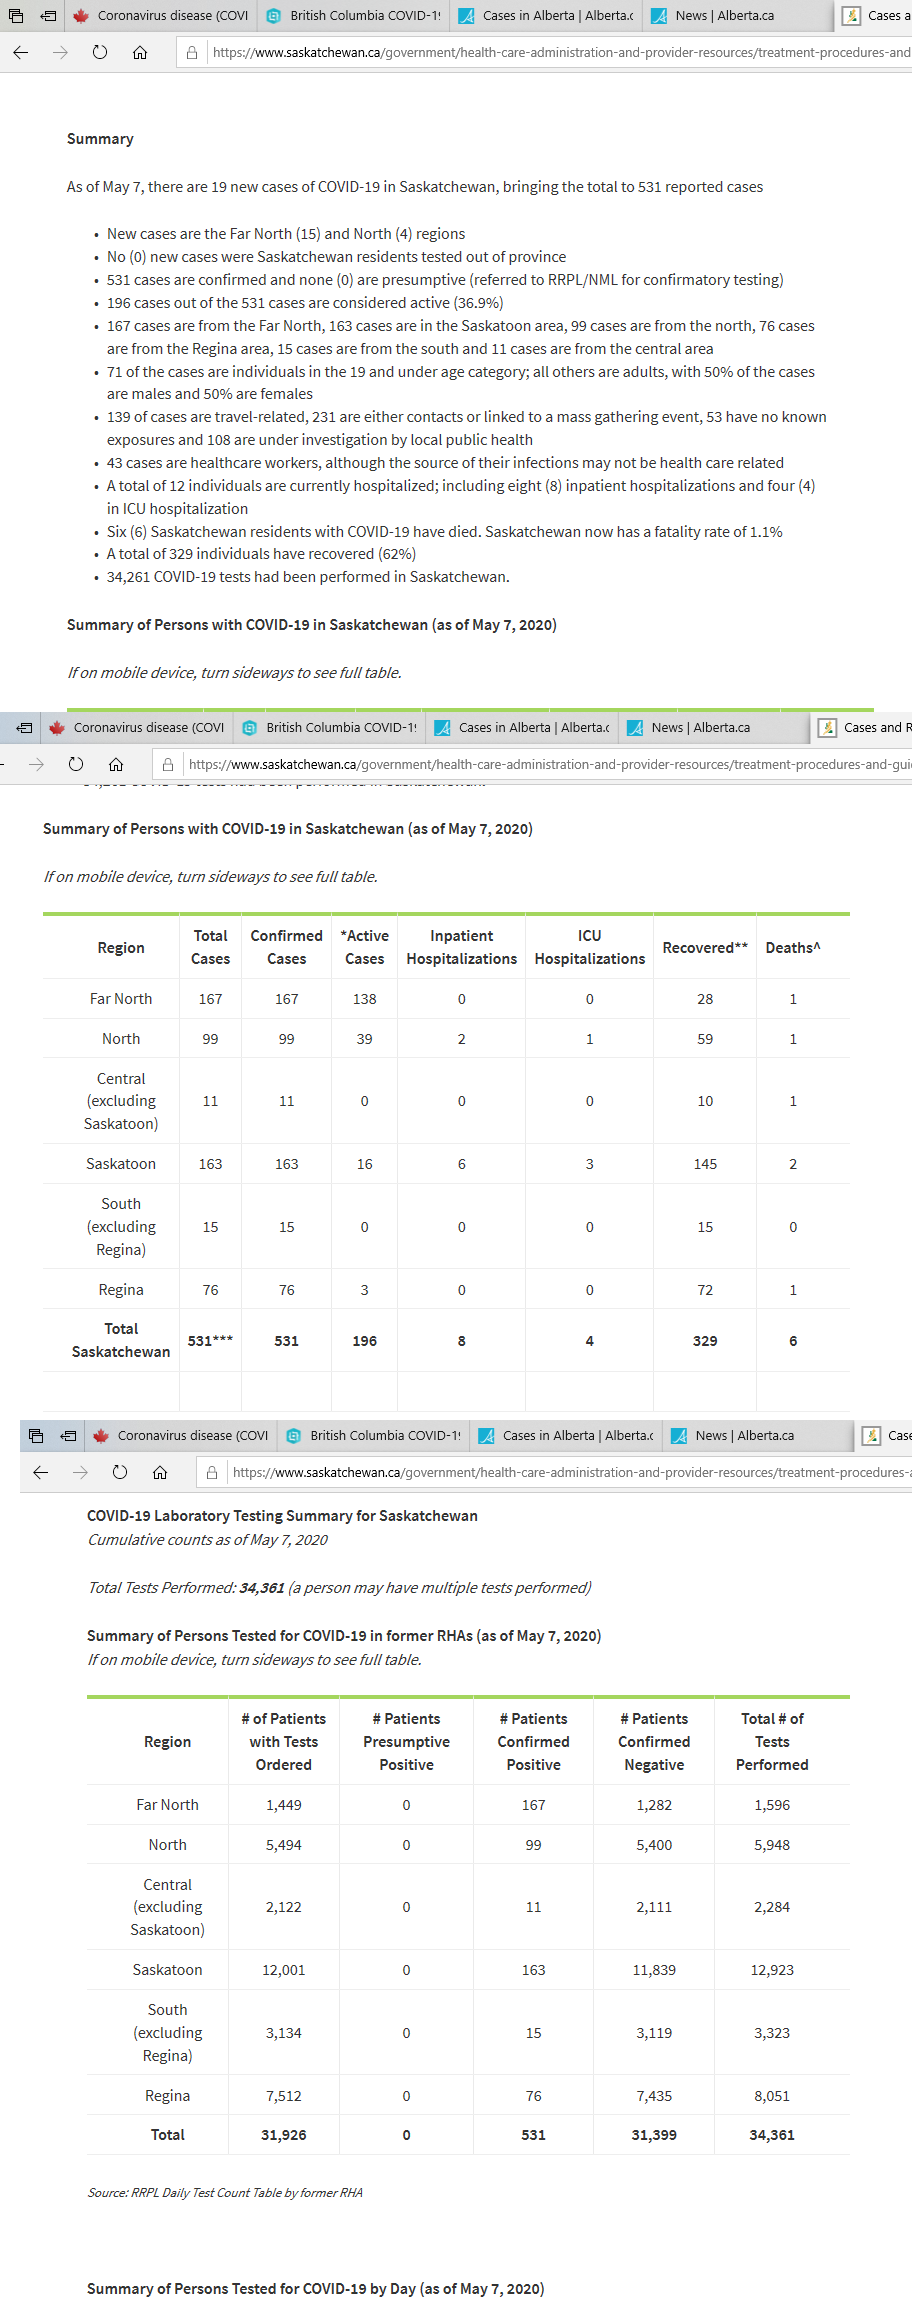 Coronavirus disease (COVI British Columbia COVID-19 Cases in Alberta | Alberta.c News | Alberta.ca Cases a
https://www.saskatchewan.ca/government/health-care-administration-and-provider-resources/treatment-procedures-and
Summary
As of May 7, there are 19 new cases of COVID-19 in Saskatchewan, bringing the total to 531 reported cases
• New cases are the Far North (15) and North (4) regions
• No (0) new cases were Saskatchewan residents tested out of province
• 531 cases are confirmed and none (0) are presumptive (referred to RRPL/NML for confirmatory testing)
• 196 cases out of the 531 cases are considered active (36.9%)
• 167 cases are from the Far North, 163 cases are in the Saskatoon area, 99 cases are from the north, 76 cases
are from the Regina area, 15 cases are from the south and 11 cases are from the central area
• 71 of the cases are individuals in the 19 and under age category; all others are adults, with 50% of the cases
are males and 50% are females
• 139 of cases are travel-related, 231 are either contacts or linked to a mass gathering event, 53 have no known
exposures and 108 are under investigation by local public health
• 43 cases are healthcare workers, although the source of their infections may not be health care related
• A total of 12 individuals are currently hospitalized; including eight (8) inpatient hospitalizations and four (4)
in ICU hospitalization
• Six (6) Saskatchewan residents with COVID-19 have died. Saskatchewan now has a fatality rate of 1.1%
• A total of 329 individuals have recovered (62%)
• 34,261 COVID-19 tests had been performed in Saskatchewan.
Summary of Persons with COVID-19 in Saskatchewan (as of May 7, 2020)
If on mobile device, turn sideways to see full table.
Coronavirus disease (COVI British Columbia COVID-19 Cases in Alberta | Alberta.c News | Alberta.ca Cases and R
https://www.saskatchewan.ca/government/health-care-administration-and-provider-resources/treatment-procedures-and-gui
Summary of Persons with COVID-19 in Saskatchewan (as of May 7, 2020)
If on mobile device, turn sideways to see full table.
Region Total Cases Confirmed Cases *Active Cases Inpatient Hospitalizations ICU Hospitalizations Recovered** Deaths^
Far North 167 167 138 0 0 28 1
North 99 99 39 2 1 59 1
Central (excluding Saskatoon) 11 11 0 0 0 10 1
Saskatoon 163 163 16 6 3 145 2
South (excluding Regina) 15 15 0 0 0 15 0
Regina 76 76 3 0 0 72 1
Total Saskatchewan 531*** 531 196 8 4 329 6
Coronavirus disease (COVI British Columbia COVID-19 Cases in Alberta | Alberta.c News | Alberta.ca Case
https://www.saskatchewan.ca/government/health-care-administration-and-provider-resources/treatment-procedures-a
COVID-19 Laboratory Testing Summary for Saskatchewan
Cumulative counts as of May 7, 2020
Total Tests Performed: 34,361 (a person may have multiple tests performed)
Summary of Persons Tested for COVID-19 in former RHAs (as of May 7, 2020)
If on mobile device, turn sideways to see full table.
Region # of Patients with Tests Ordered # Patients Presumptive Positive # Patients Confirmed Positive # Patients Confirmed Negative Total # of Tests Performed
Far North 1,449 0 167 1,282 1,596
North 5,494 0 99 5,400 5,948
Central (excluding Saskatoon) 2,122 0 11 2,111 2,284
Saskatoon 12,001 0 163 11,839 12,923
South (excluding Regina) 3,134 0 15 3,119 3,323
Regina 7,512 0 76 7,435 8,051
Total 31,926 0 531 31,399 34,361
Source: RRPL Daily Test Count Table by former RHA
Summary of Persons Tested for COVID-19 by Day (as of May 7, 2020)